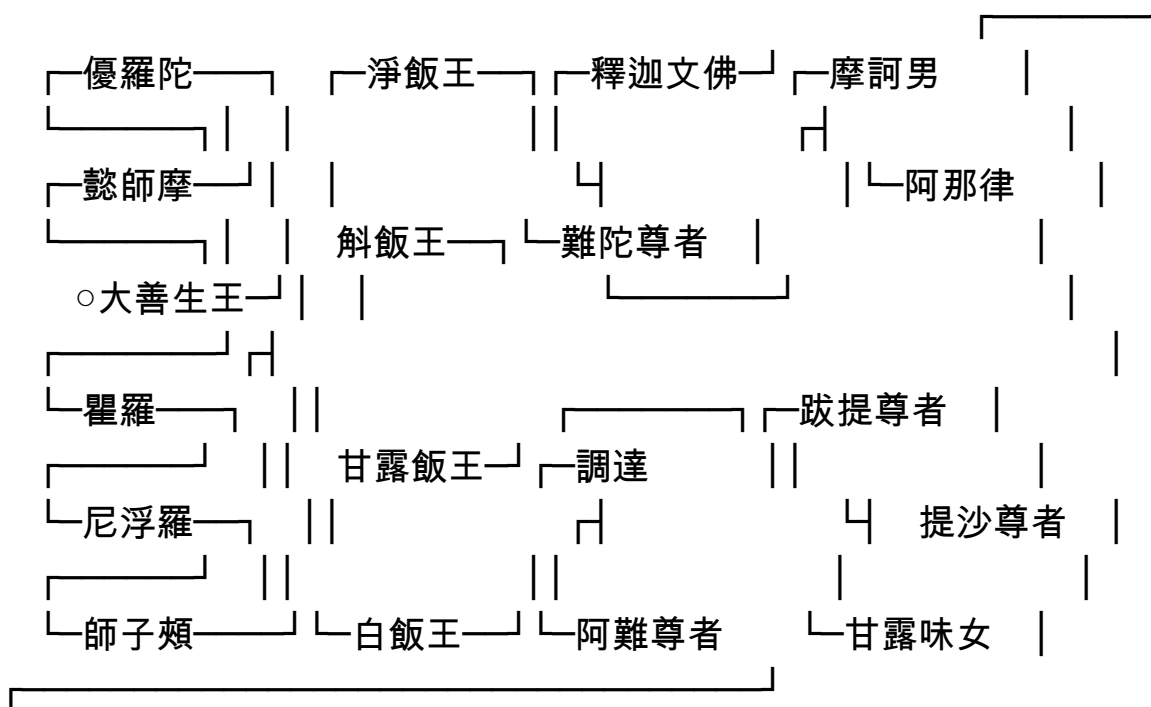 優羅陀 淨飯王 釋迦文佛 摩訶男
懿師摩 阿那律
斛飯王 難陀尊者
○大善生王
瞿羅 跋提尊者
甘露飯王 調達
尼浮羅 提沙尊者
師子頰 白飯王 阿難尊者 甘露味女